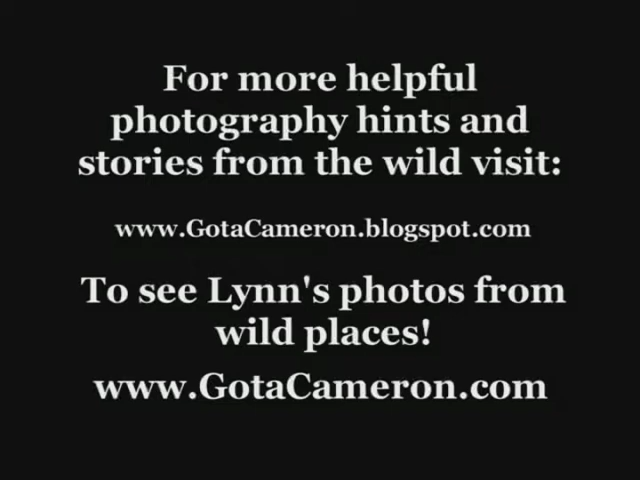 For more helpful
photography hints and
stories from the wild visit:
www.GotaCameron.blogspot.com
To see Lynn's photos from
wild places!
www.GotaCameron.com